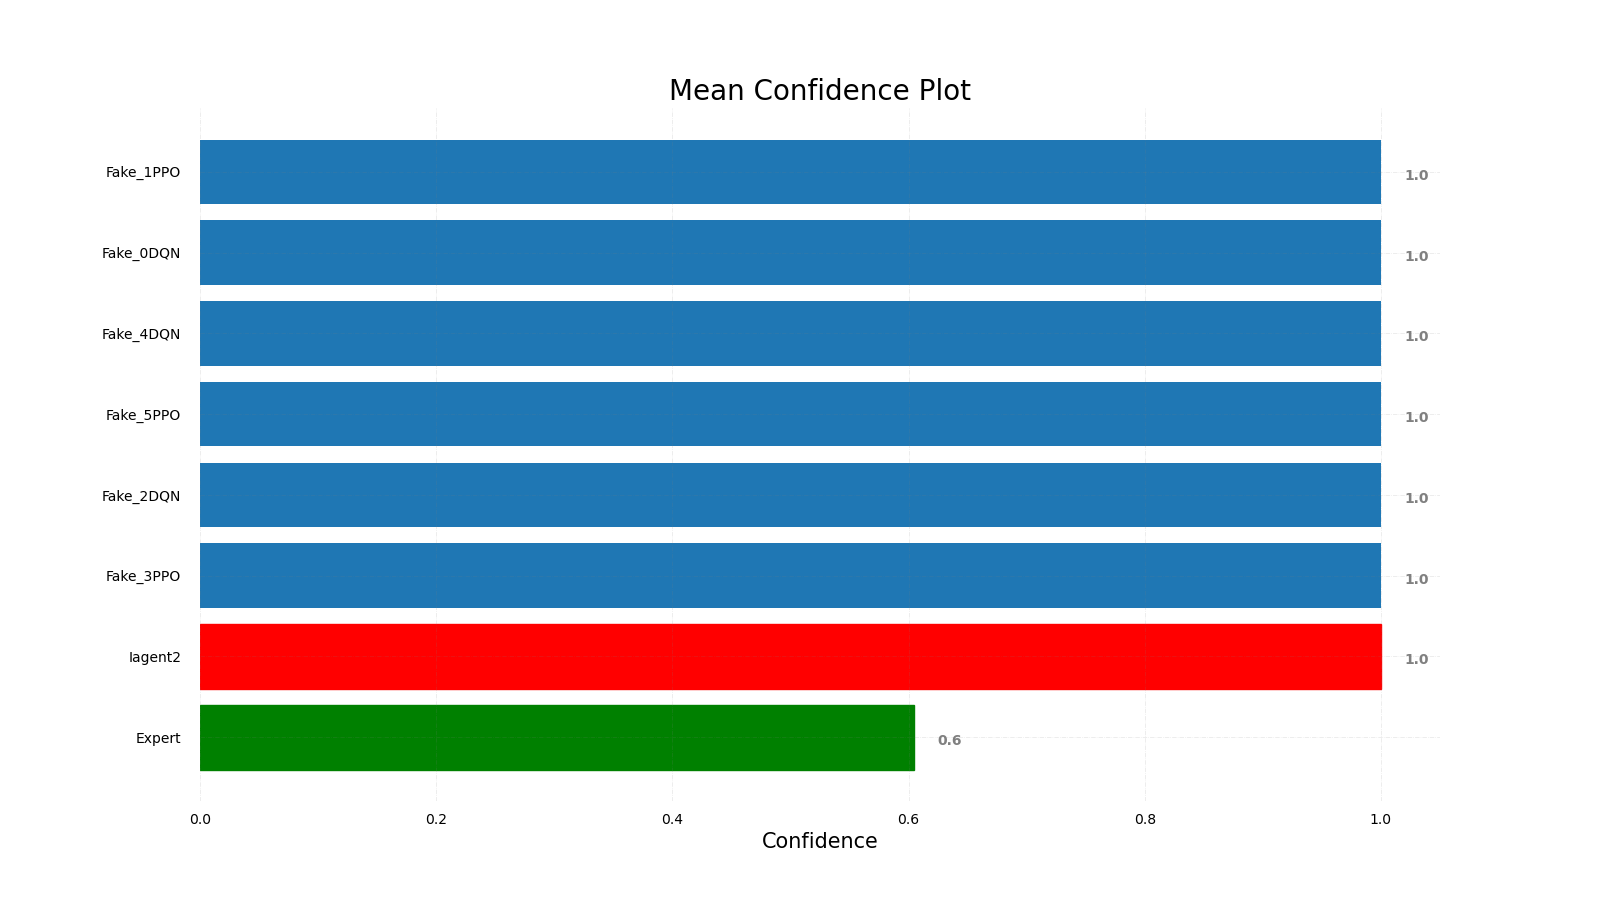 Mean Confidence Plot
Fake_1PPO 1.0
Fake_0DQN 1.0
Fake_4DQN 1.0
Fake_5PPO 1.0
Fake_2DQN 1.0
Fake_3PPO 1.0
Iagent2 1.0
Expert 0.6
0.0 0.2 0.4 0.6 0.8 1.0
Confidence